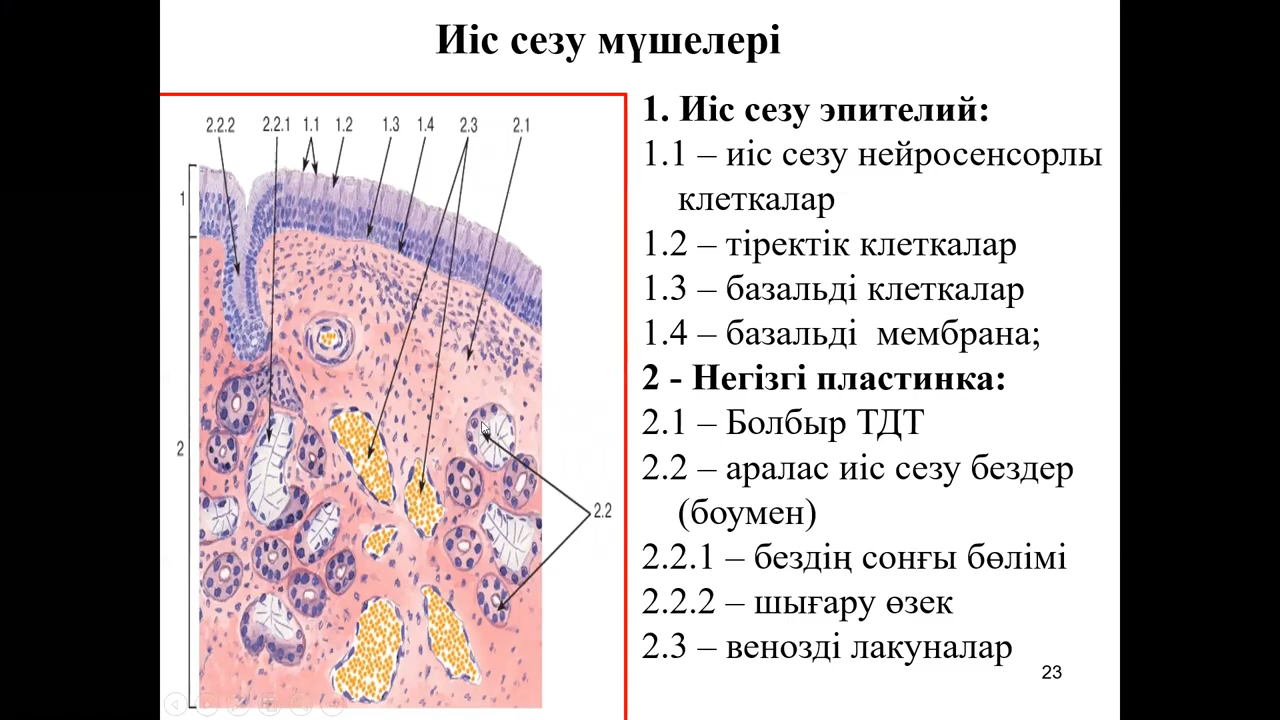 Иіс сезу мүшелері
2.2.2 2.2.1 1.1 1.2 1.3 1.4 2.3 2.1
1
2
2.2
1. Иіс сезу эпителий:
1.1 – иіс сезу нейросенсорлы
клеткалар
1.2 – тіректік клеткалар
1.3 – базальді клеткалар
1.4 – базальді мембрана;
2 - Негізгі пластинка:
2.1 – Болбыр ТДТ
2.2 – аралас иіс сезу бездер
(боумен)
2.2.1 – бездің сонғы бөлімі
2.2.2 – шығару өзек
2.3 – венозді лакуналар
23